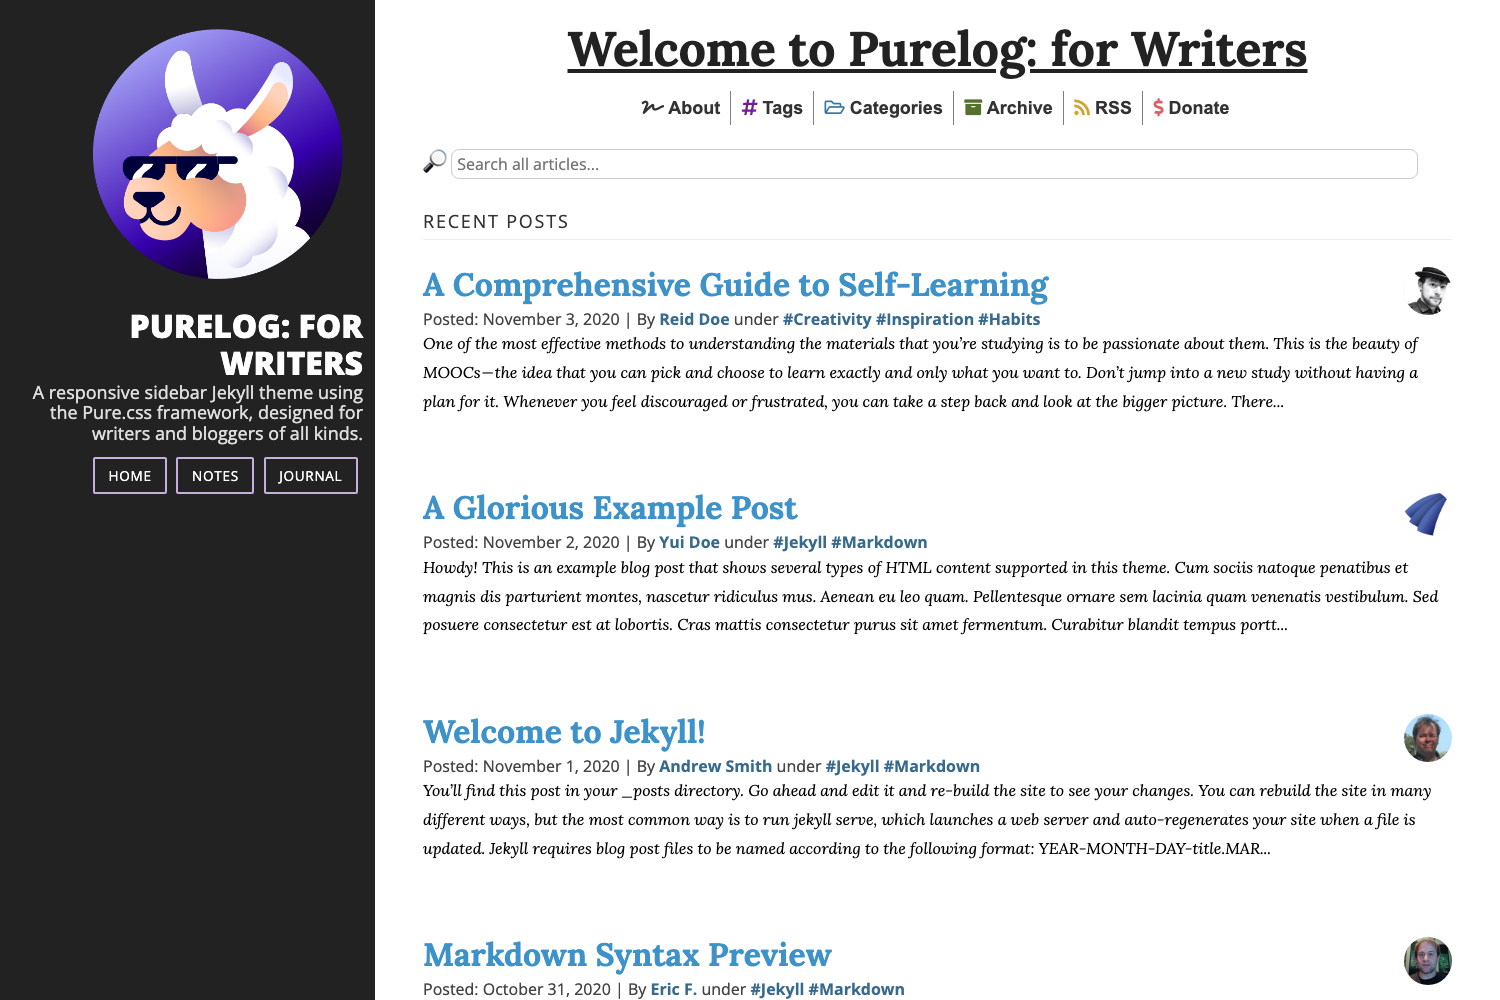 PURELOG: FOR
WRITERS
A responsive sidebar Jekyll theme using
the Pure.css framework, designed for
writers and bloggers of all kinds.
HOME NOTES JOURNAL
Welcome to Purelog: for Writers
About # Tags Categories Archive RSS $ Donate
Search all articles...
RECENT POSTS
A Comprehensive Guide to Self-Learning
Posted: November 3, 2020 | By Reid Doe under #Creativity #Inspiration #Habits
One of the most effective methods to understanding the materials that you’re studying is to be passionate about them. This is the beauty of
MOOCs—the idea that you can pick and choose to learn exactly and only what you want to. Don’t jump into a new study without having a
plan for it. Whenever you feel discouraged or frustrated, you can take a step back and look at the bigger picture. There...
A Glorious Example Post
Posted: November 2, 2020 | By Yui Doe under #Jekyll #Markdown
Howdy! This is an example blog post that shows several types of HTML content supported in this theme. Cum sociis natoque penatibus et
magnis dis parturient montes, nascetur ridiculus mus. Aenean eu leo quam. Pellentesque ornare sem lacinia quam venenatis vestibulum. Sed
posuere consectetur est at lobortis. Cras mattis consectetur purus sit amet fermentum. Curabitur blandit tempus portt...
Welcome to Jekyll!
Posted: November 1, 2020 | By Andrew Smith under #Jekyll #Markdown
You’ll find this post in your _posts directory. Go ahead and edit it and re-build the site to see your changes. You can rebuild the site in many
different ways, but the most common way is to run jekyll serve, which launches a web server and auto-regenerates your site when a file is
updated. Jekyll requires blog post files to be named according to the following format: YEAR-MONTH-DAY-title.MAR...
Markdown Syntax Preview
Posted: October 31, 2020 | By Eric F. under #Jekyll #Markdown